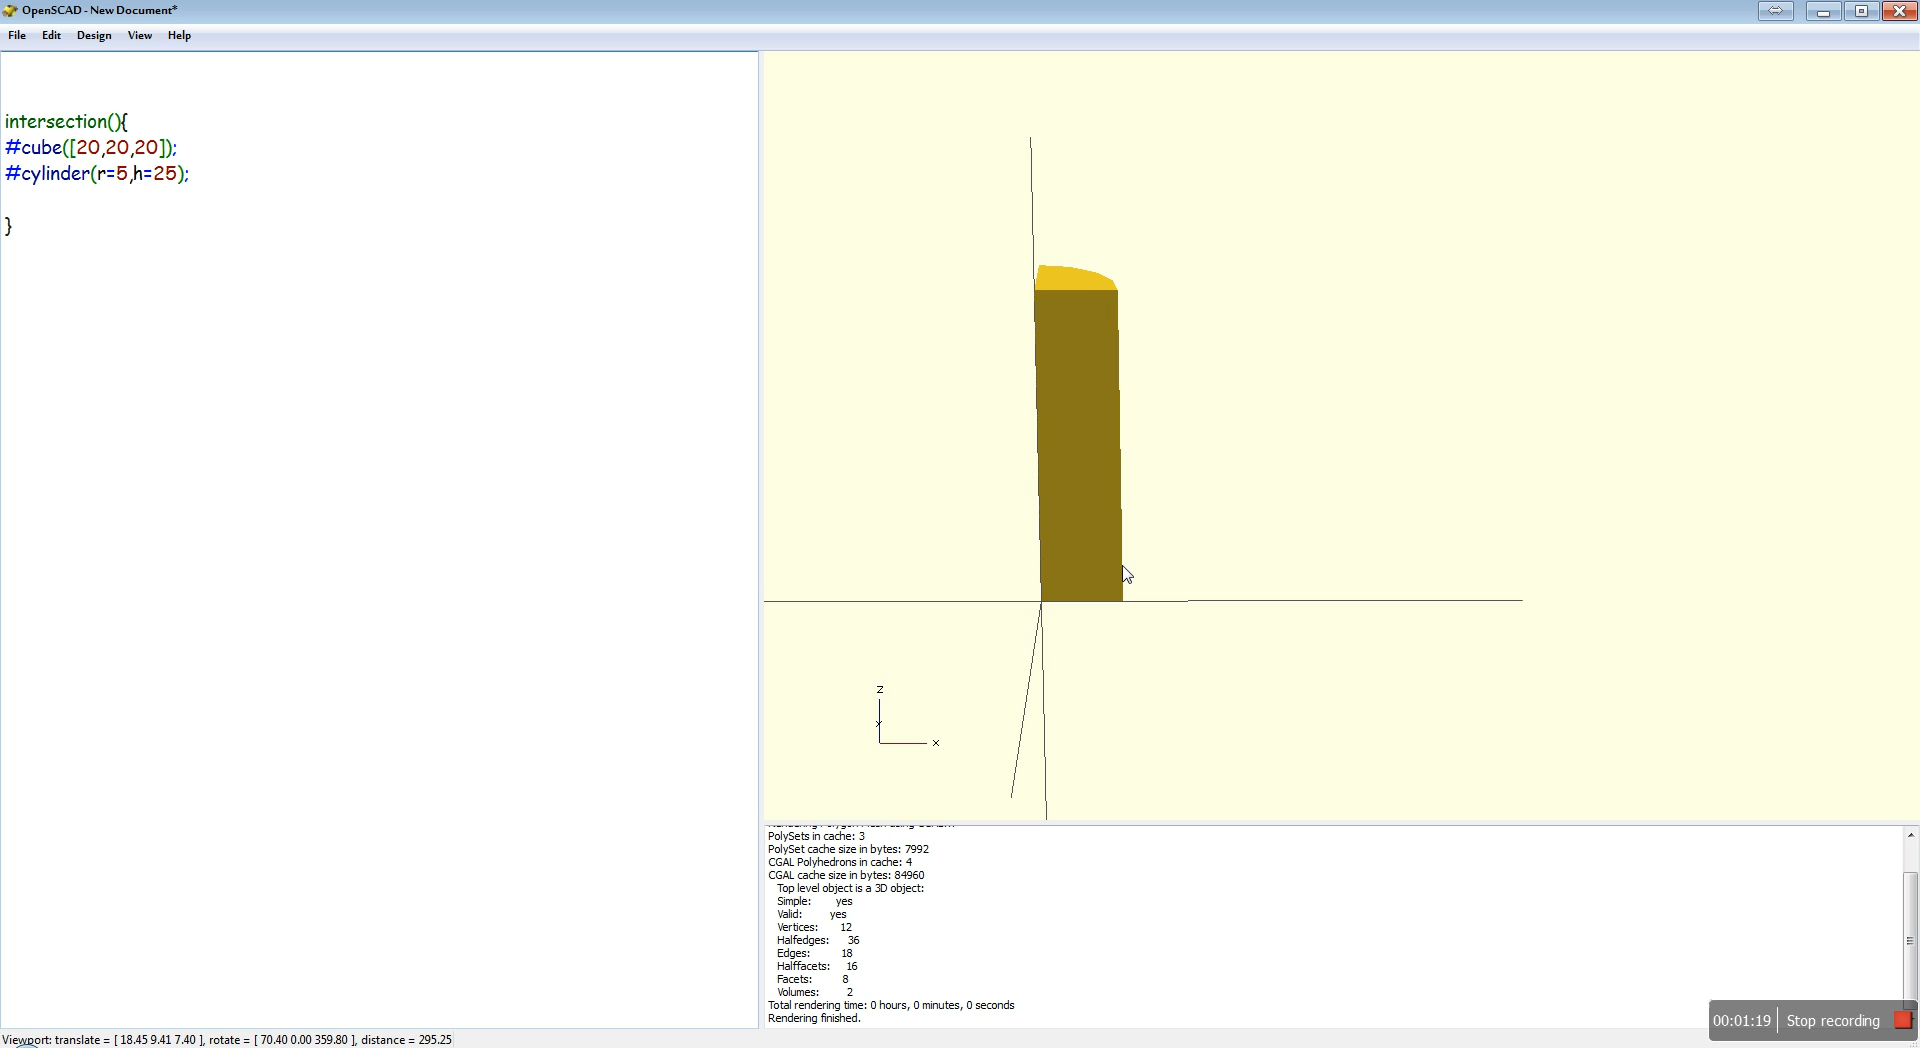 OpenSCAD - New Document*
File Edit Design View Help
intersection(){
#cube([20,20,20]);
#cylinder(r=5,h=25);
}
z
Y
x
PolySets in cache: 3
PolySet cache size in bytes: 7992
CGAL Polyhedrons in cache: 4
CGAL cache size in bytes: 84960
Top level object is a 3D object:
Simple: yes
Valid: yes
Vertices: 12
Halfedges: 36
Edges: 18
Halffacets: 16
Facets: 8
Volumes: 2
Total rendering time: 0 hours, 0 minutes, 0 seconds
Rendering finished.
00:01:19 Stop recording
Viewport: translate = [ 18.45 9.41 7.40 ], rotate = [ 70.40 0.00 359.80 ], distance = 295.25